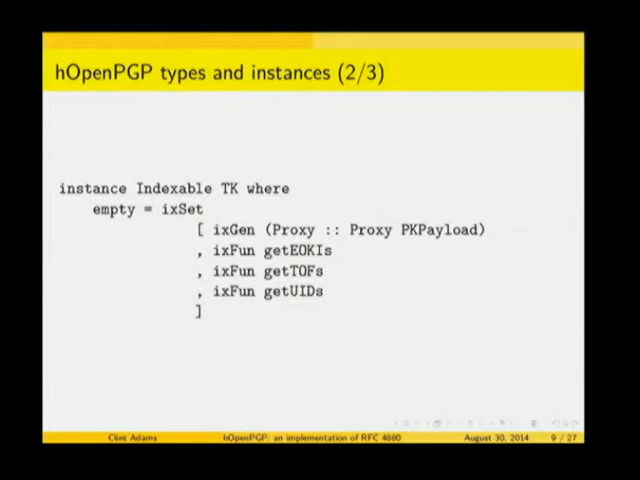 hOpenPGP types and instances (2/3)
instance Indexable TK where
empty = ixSet
[ ixGen (Proxy :: Proxy PKPayload)
, ixFun getEOKIs
, ixFun getTOFs
, ixFun getUIDs
]
Clint Adams hOpenPGP: an implementation of RFC 4880 August 30, 2014 9 / 27